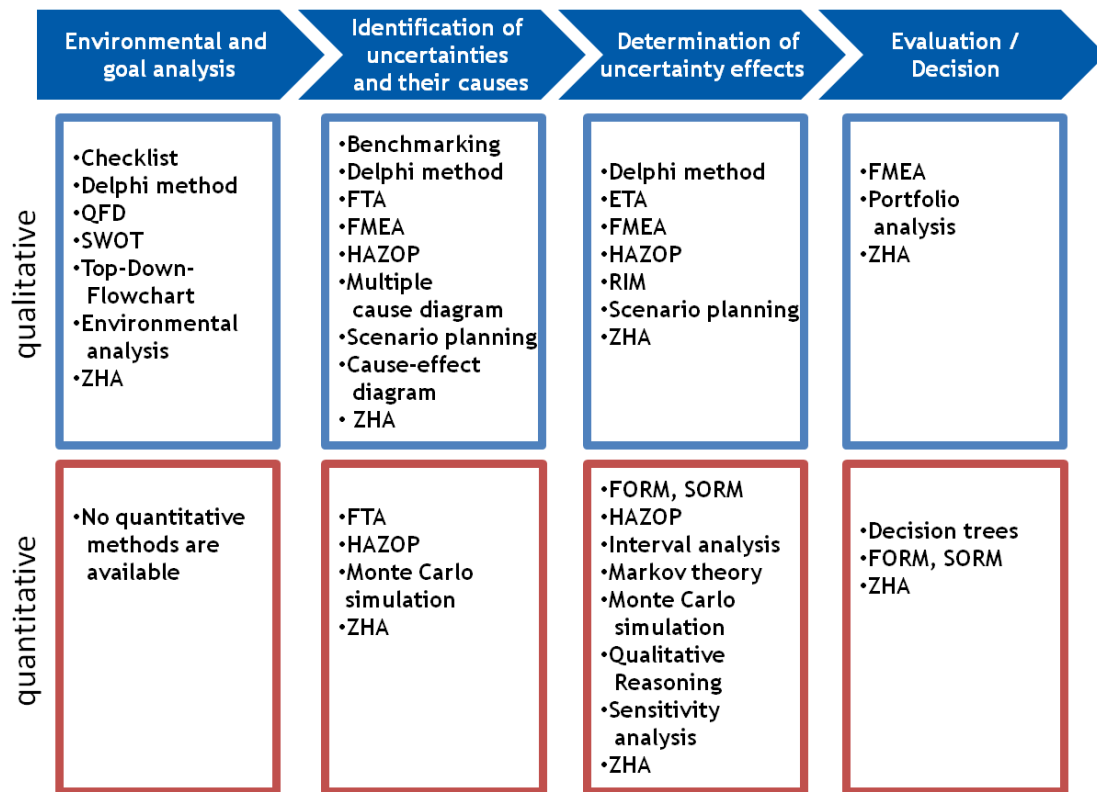 Environmental and
goal analysis
Identification of
uncertainties
and their causes
Determination of
uncertainty effects
Evaluation /
Decision
qualitative
•Checklist
•Delphi method
•QFD
•SWOT
•Top-Down-
Flowchart
•Environmental
analysis
•ZHA
•Benchmarking
•Delphi method
•FTA
•FMEA
•HAZOP
•Multiple
cause diagram
•Scenario planning
•Cause-effect
diagram
• ZHA
•Delphi method
•ETA
•FMEA
•HAZOP
•RIM
•Scenario planning
•ZHA
•FMEA
•Portfolio
analysis
•ZHA
quantitative
•No quantitative
methods are
available
•FTA
•HAZOP
•Monte Carlo
simulation
•ZHA
•FORM, SORM
•HAZOP
•Interval analysis
•Markov theory
•Monte Carlo
simulation
•Qualitative
Reasoning
•Sensitivity
analysis
•ZHA
•Decision trees
•FORM, SORM
•ZHA